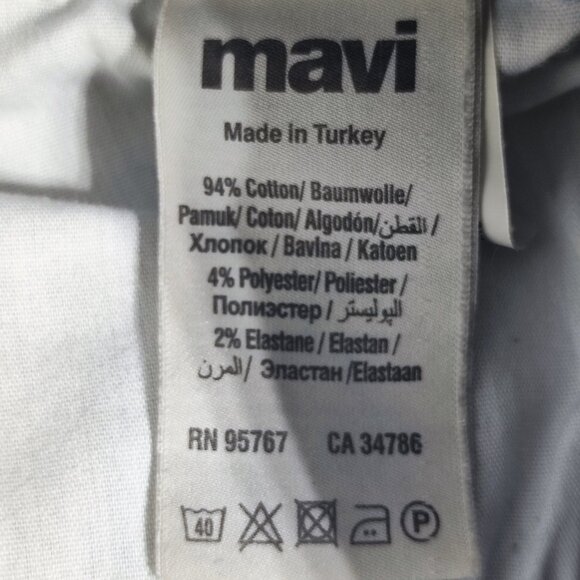 mavi
Made in Turkey
94% Cotton/ Baumwolle/
Pamuk/ Coton/ Algodón/القطن /
Хлопок / Bavlna / Katoen
4% Polyester/ Poliester /
Полиэстер / البوليستر
2% Elastane / Elastan /
المرن/ Эластан /Elastaan
RN 95767 CA 34786
40 P